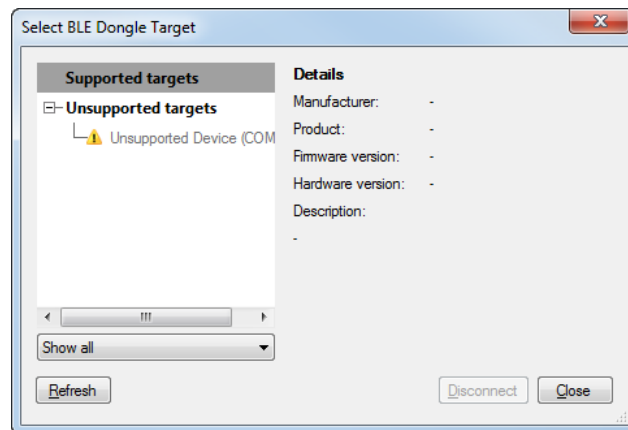 Select BLE Dongle Target
Supported targets
Unsupported targets
Unsupported Device (COM
Show all
Refresh
Details
Manufacturer: -
Product: -
Firmware version: -
Hardware version: -
Description:
-
Disconnect
Close